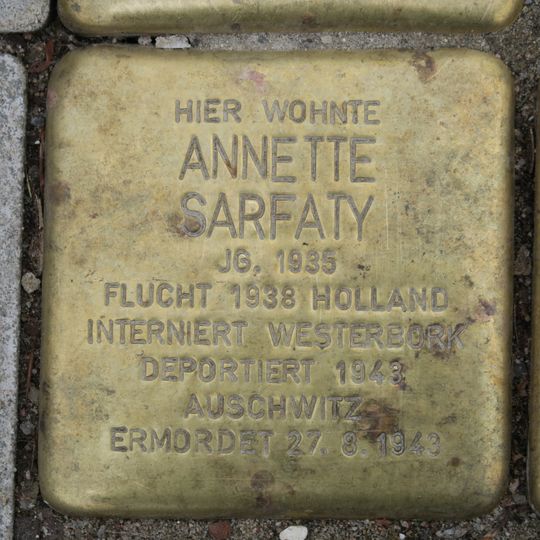 HIER WOHNTE
ANNETTE
SARFATY
JG. 1935
FLUCHT 1938 HOLLAND
INTERNIERT WESTERBORK
DEPORTIERT 1943
AUSCHWITZ
ERMORDET 27. 8. 1943